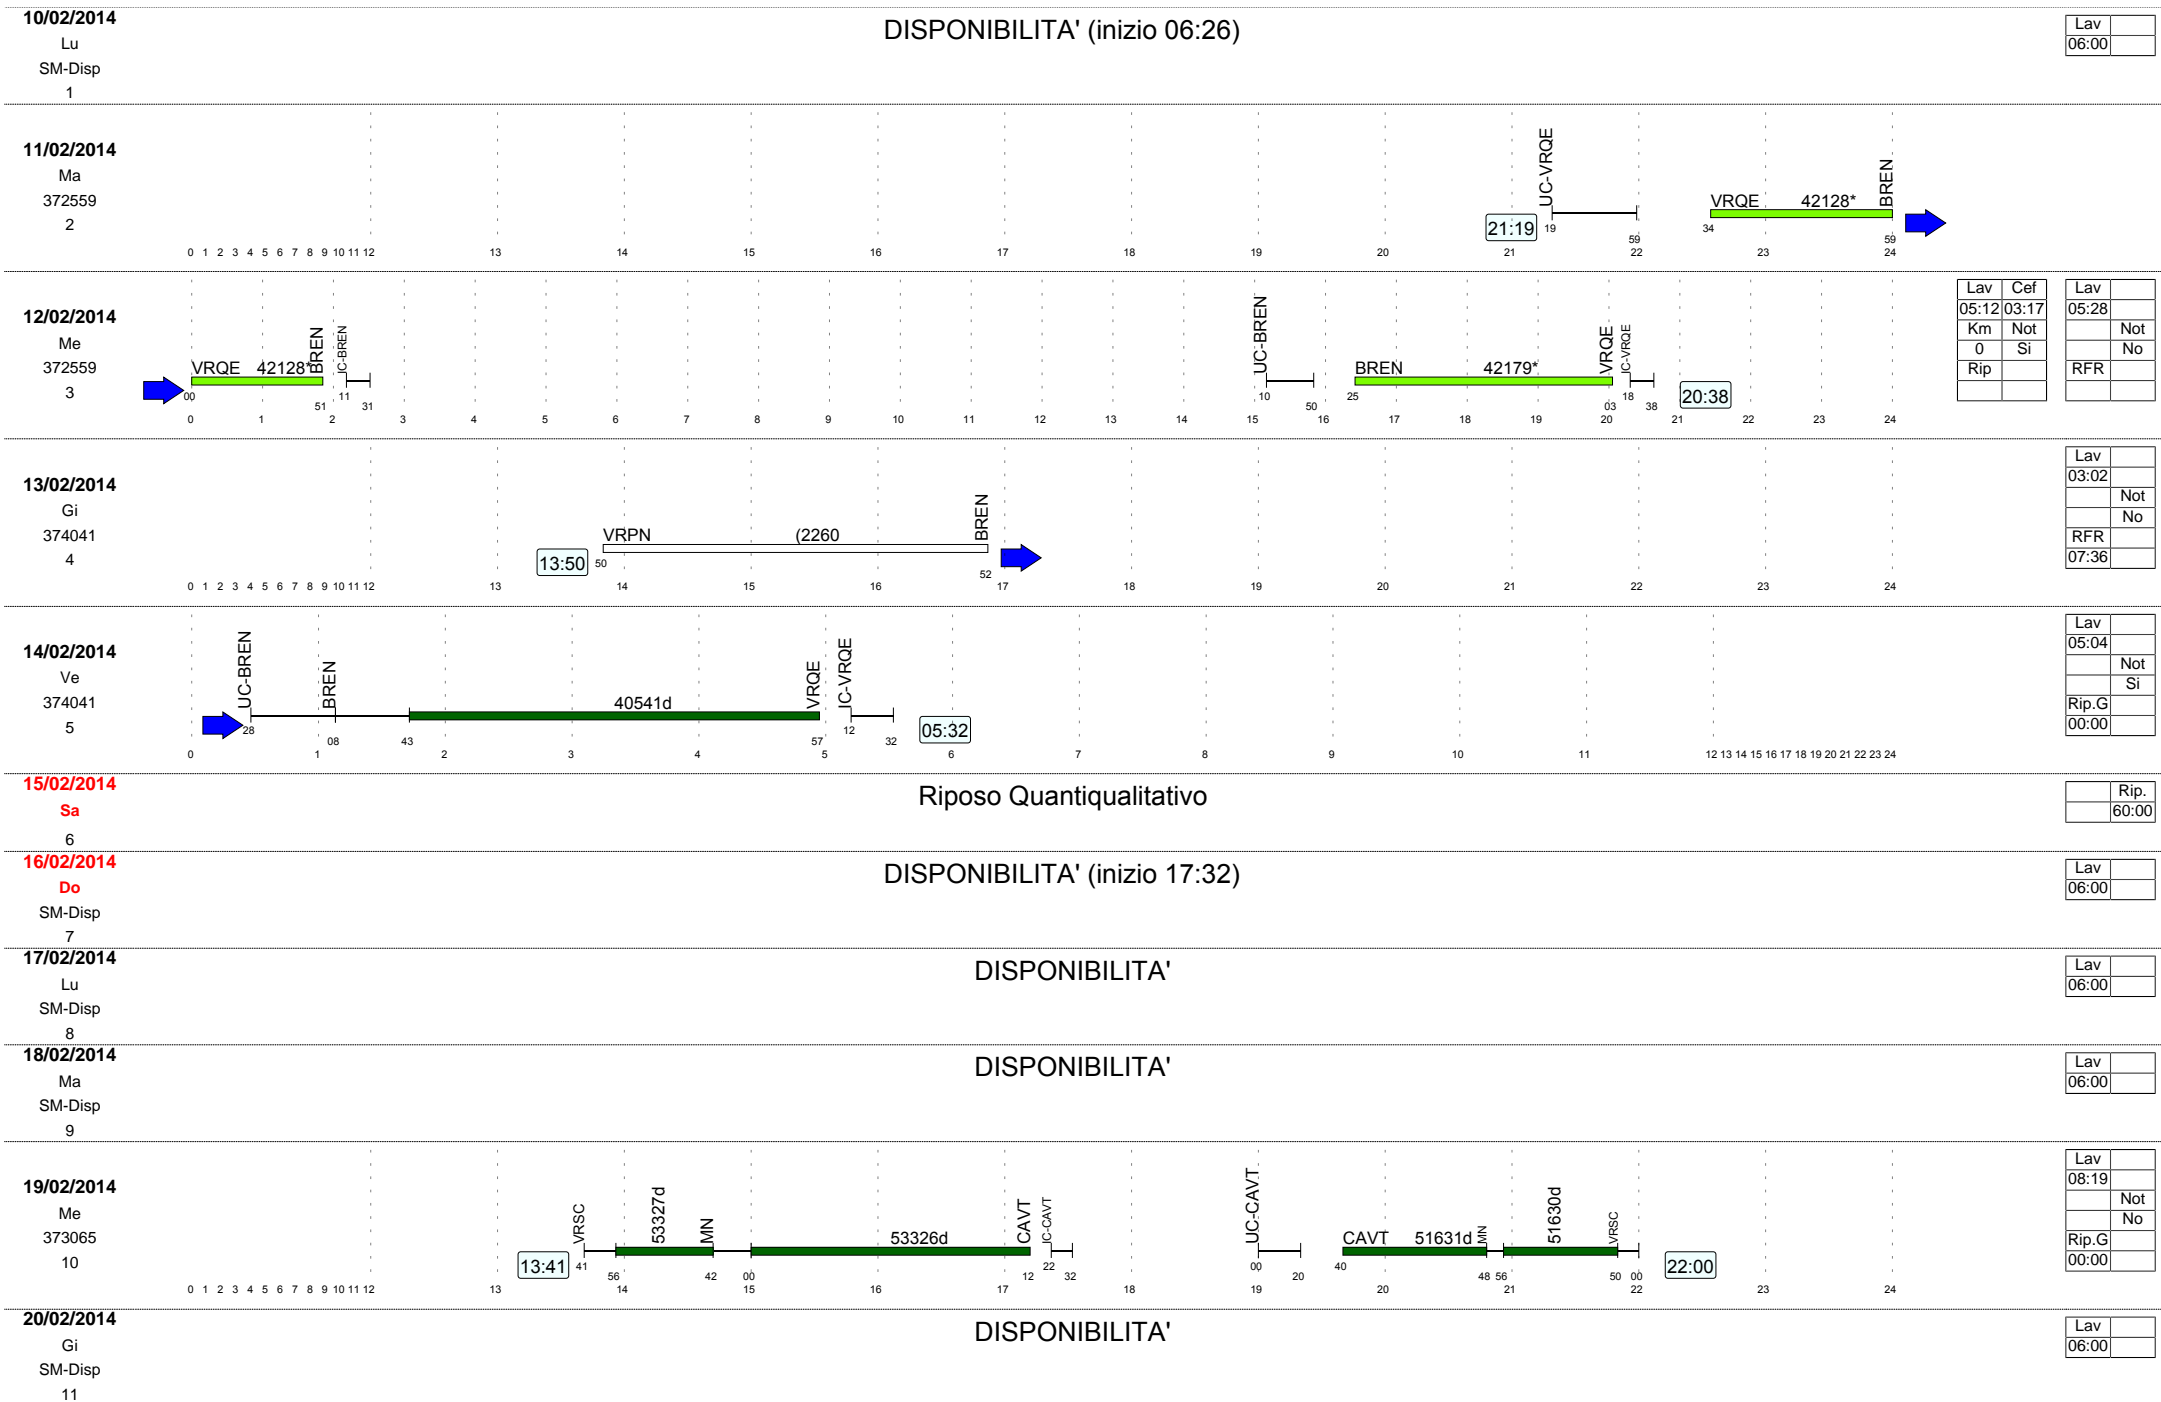 10/02/2014
Lu
SM-Disp
1
DISPONIBILITA' (inizio 06:26)
Lav
06:00
11/02/2014
Ma
372559
2
21:19
UC-VRQE
19 59
VRQE 42128* BREN
34 59
0 1 2 3 4 5 6 7 8 9 10 11 12 13 14 15 16 17 18 19 20 21 22 23 24
12/02/2014
Me
372559
3
VRQE 42128* BREN
00 51
IC-BREN
11 31
UC-BREN
10 50
BREN 42179* VRQE
25 03
IC-VRQE
18 38
20:38
0 1 2 3 4 5 6 7 8 9 10 11 12 13 14 15 16 17 18 19 20 21 22 23 24
Lav Cef
05:12 03:17
Km Not
0 Si
Rip
Lav
05:28
Not
No
RFR
13/02/2014
Gi
374041
4
13:50
VRPN (2260 BREN
50 52
0 1 2 3 4 5 6 7 8 9 10 11 12 13 14 15 16 17 18 19 20 21 22 23 24
Lav
03:02
Not
No
RFR
07:36
14/02/2014
Ve
374041
5
UC-BREN
28
BREN
08
40541d
43
VRQE
57
IC-VRQE
12 32
05:32
0 1 2 3 4 5 6 7 8 9 10 11 12 13 14 15 16 17 18 19 20 21 22 23 24
Lav
05:04
Not
Si
Rip.G
00:00
15/02/2014
Sa
6
Riposo Quantiqualitativo
Rip.
60:00
16/02/2014
Do
SM-Disp
7
DISPONIBILITA' (inizio 17:32)
Lav
06:00
17/02/2014
Lu
SM-Disp
8
DISPONIBILITA'
Lav
06:00
18/02/2014
Ma
SM-Disp
9
DISPONIBILITA'
Lav
06:00
19/02/2014
Me
373065
10
13:41
VRSC
41
53327d
56
MN
42
53326d
00
CAVT
12
IC-CAVT
22 32
UC-CAVT
00 20
CAVT 51631d MN
40 48
51630d
56
VRSC
50 00
22:00
0 1 2 3 4 5 6 7 8 9 10 11 12 13 14 15 16 17 18 19 20 21 22 23 24
Lav
08:19
Not
No
Rip.G
00:00
20/02/2014
Gi
SM-Disp
11
DISPONIBILITA'
Lav
06:00